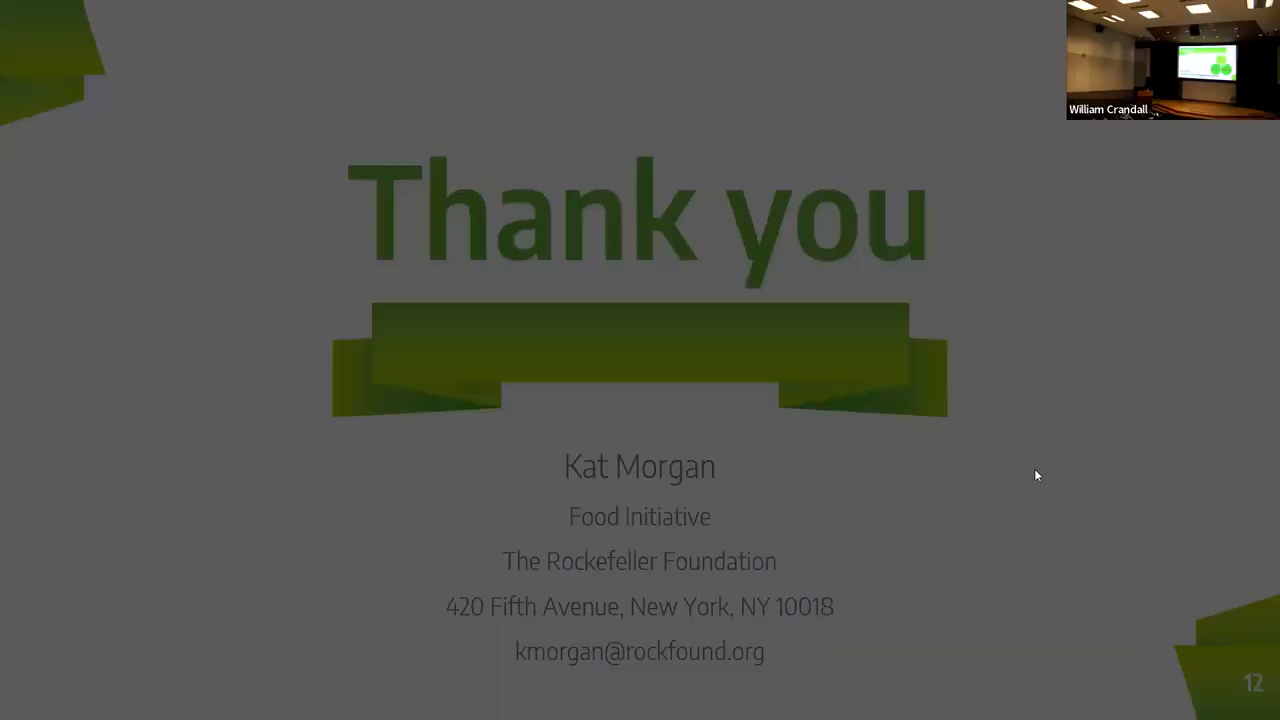 William Crandall
Thank you
Kat Morgan
Food Initiative
The Rockefeller Foundation
420 Fifth Avenue, New York, NY 10018
kmorgan@rockfound.org
12